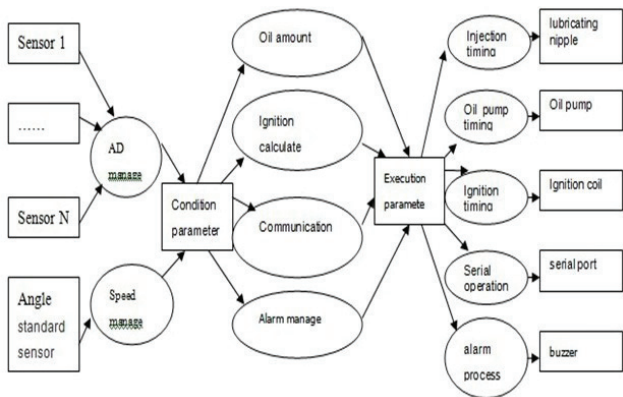 Sensor 1
......
Sensor N
Angle
standard
sensor
AD
manage
Speed
manage
Condition
parameter
Oil amount
Ignition
calculate
Communication
Alarm manage
Execution
paramete
Injection
timing
Oil pump
timing
Ignition
timing
Serial
operation
alarm
process
lubricating
nipple
Oil pump
Ignition coil
serial port
buzzer